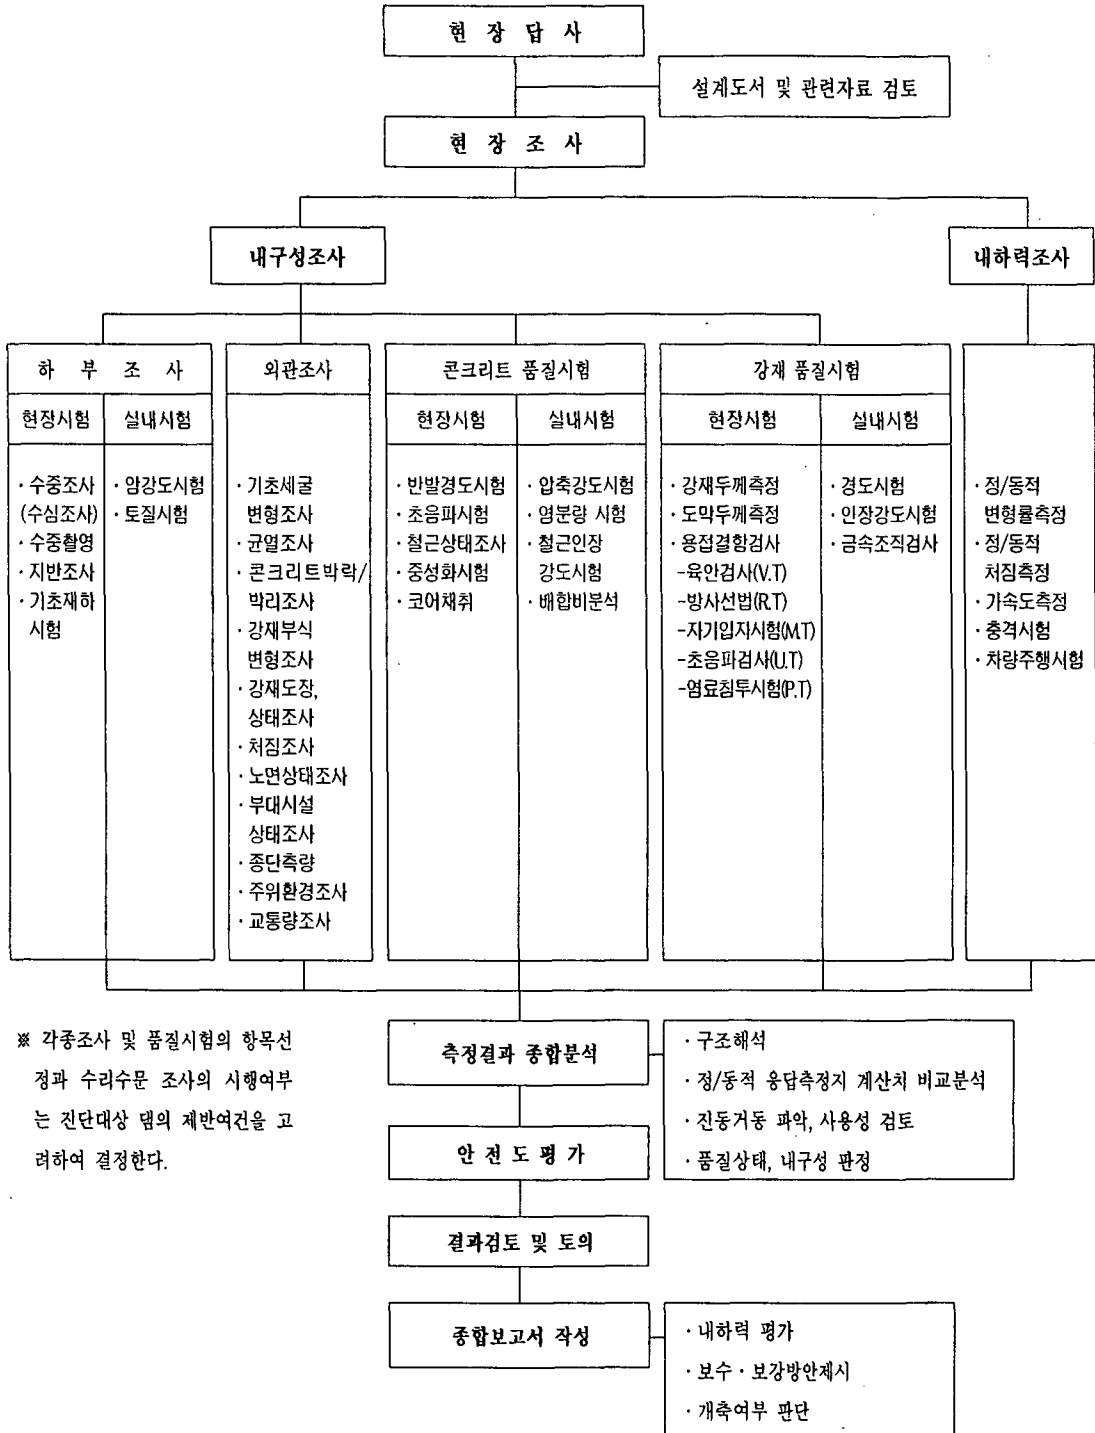 현 장 답 사
설계도서 및 관련자료 검토
현 장 조 사
내구성조사
내하력조사
하 부 조 사
현장시험
실내시험
· 수중조사
(수심조사)
· 수중촬영
· 지반조사
· 기초재하
시험
· 암강도시험
· 토질시험
외관조사
· 기초세굴
변형조사
· 균열조사
· 콘크리트박락/
박리조사
· 강재부식
변형조사
· 강재도장,
상태조사
· 처짐조사
· 노면상태조사
· 부대시설
상태조사
· 종단측량
· 주위환경조사
· 교통량조사
콘크리트 품질시험
현장시험
실내시험
· 반발경도시험
· 초음파시험
· 철근상태조사
· 중성화시험
· 코어채취
· 압축강도시험
· 염분량 시험
· 철근인장
강도시험
· 배합비분석
강재 품질시험
현장시험
실내시험
· 강재두께측정
· 도막두께측정
· 용접결함검사
-육안검사(V.T)
-방사선법(R.T)
-자기입자시험(M.T)
-초음파검사(U.T)
-염료침투시험(P.T)
· 경도시험
· 인장강도시험
· 금속조직검사
· 정/동적
변형률측정
· 정/동적
처짐측정
· 가속도측정
· 충격시험
· 차량주행시험
※ 각종조사 및 품질시험의 항목선
정과 수리수문 조사의 시행여부
는 진단대상 댐의 제반여건을 고
려하여 결정한다.
측정결과 종합분석
· 구조해석
· 정/동적 응답측정지 계산치 비교분석
· 진동거동 파악, 사용성 검토
· 품질상태, 내구성 판정
안 전 도 평 가
결과검토 및 토의
종합보고서 작성
· 내하력 평가
· 보수 · 보강방안제시
· 개축여부 판단